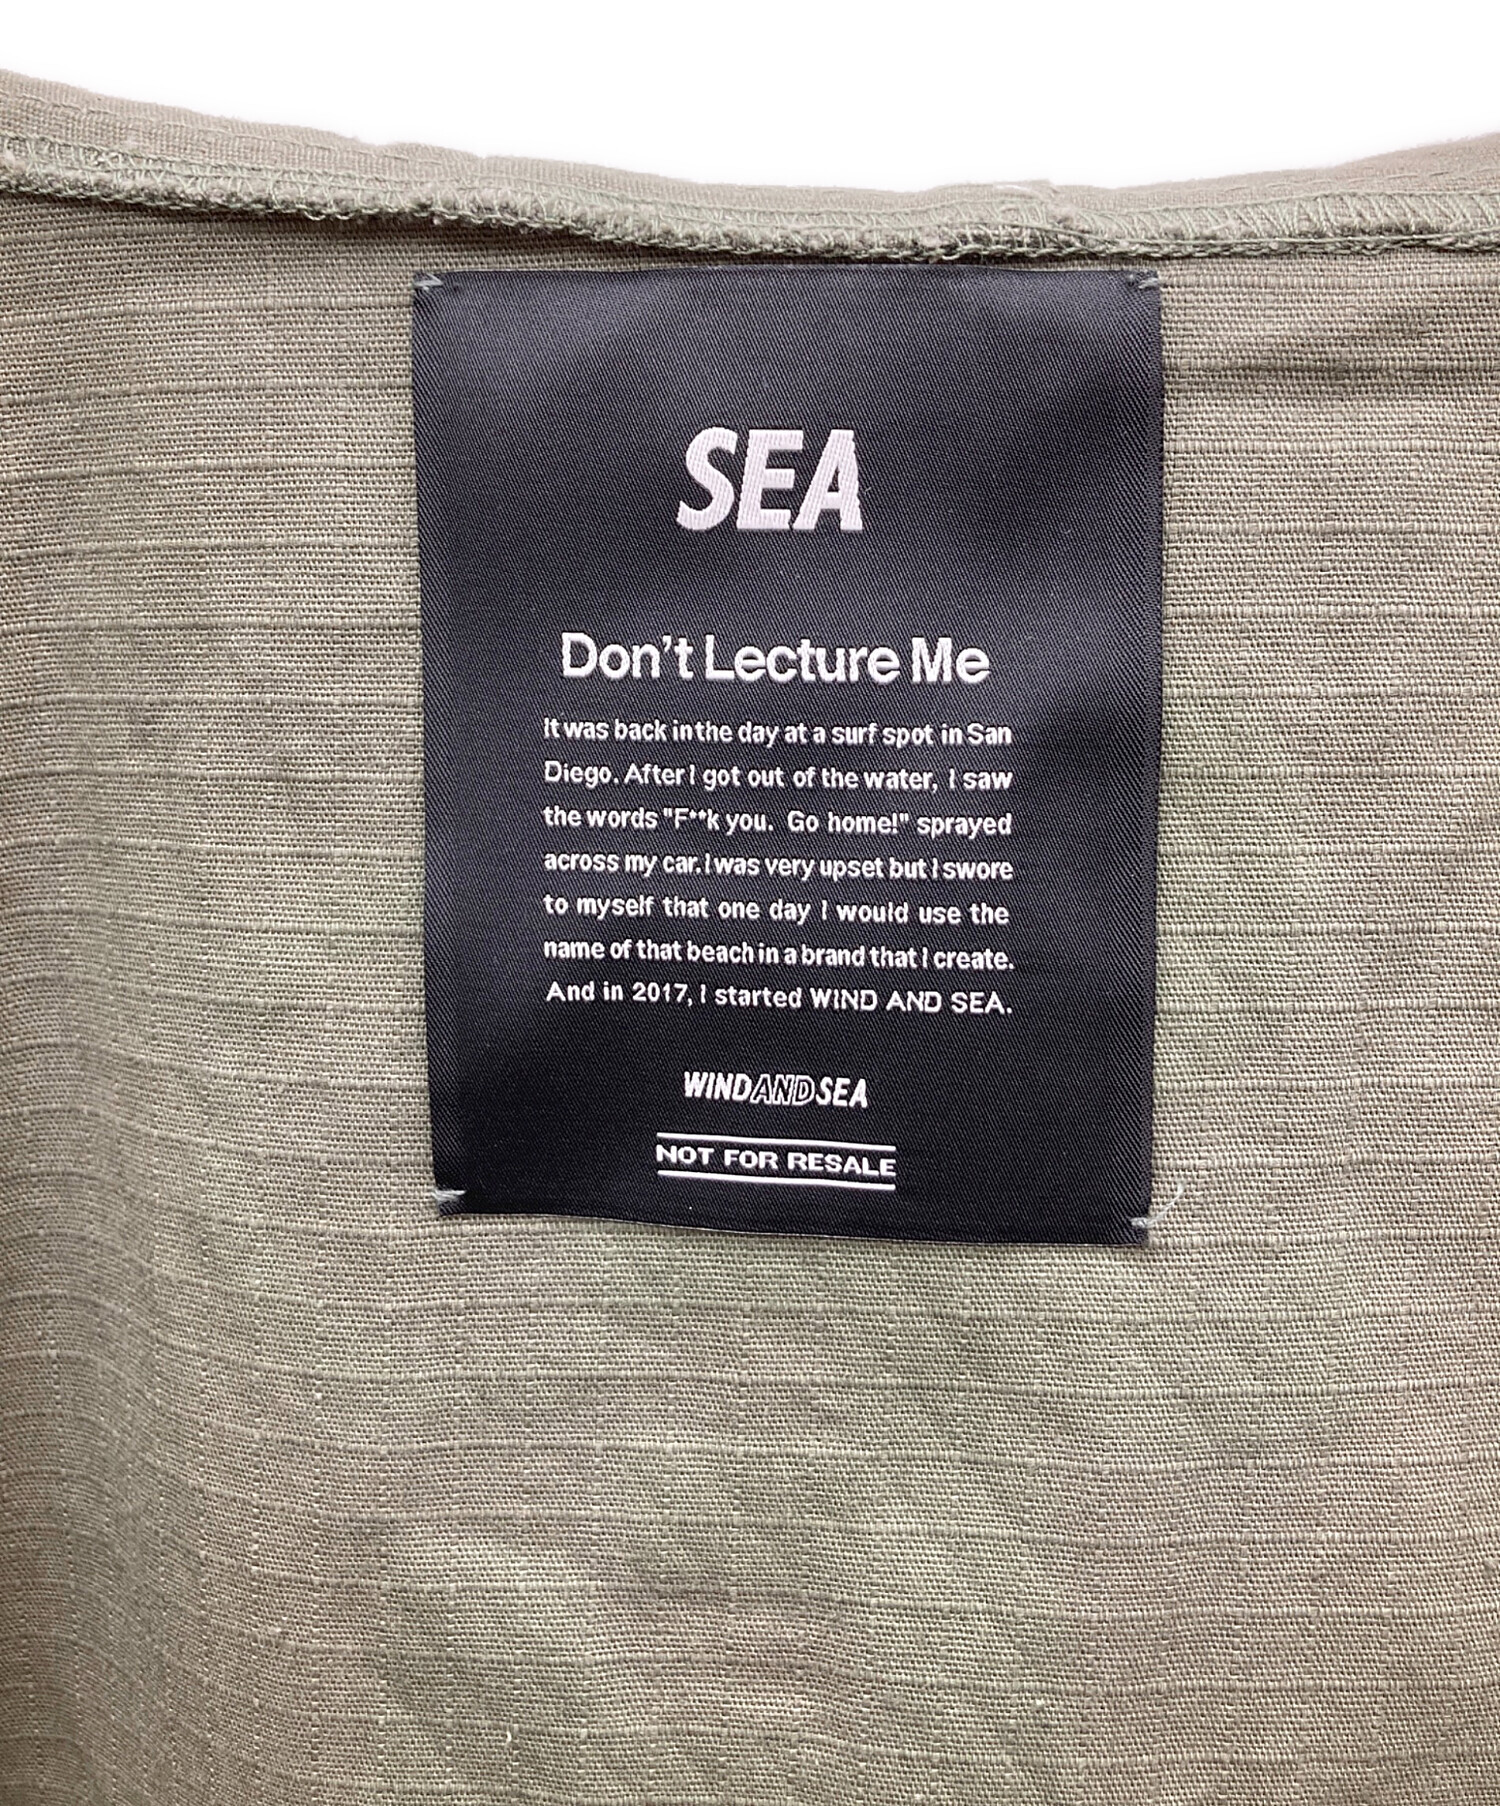 SEA
Don't Lecture Me
It was back in the day at a surf spot in San
Diego. After I got out of the water, I saw
the words "F**k you. Go home!" sprayed
across my car. I was very upset but I swore
to myself that one day I would use the
name of that beach in a brand that I create.
And in 2017, I started WIND AND SEA.
WINDANDSEA
NOT FOR RESALE